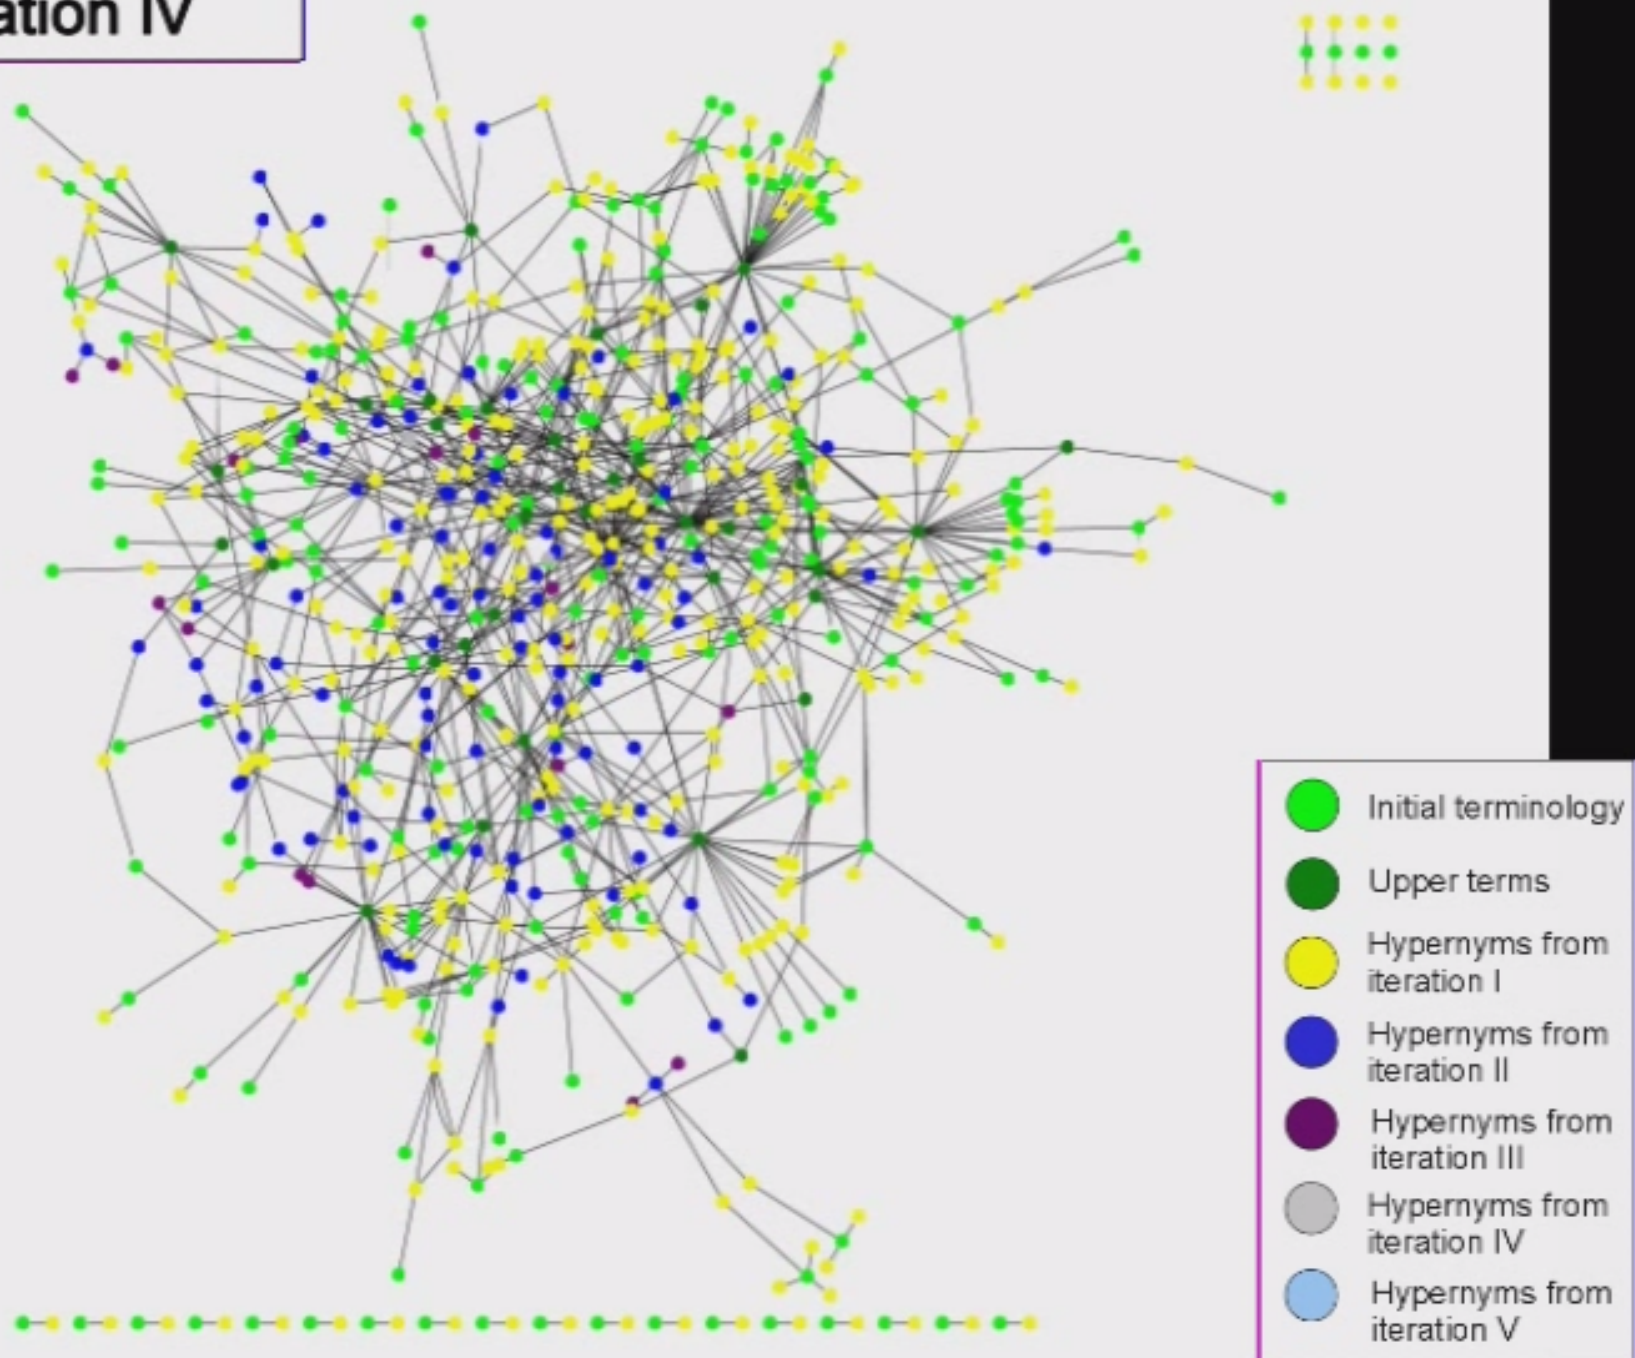 ation IV
Initial terminology
Upper terms
Hypernyms from
iteration I
Hypernyms from
iteration II
Hypernyms from
iteration III
Hypernyms from
iteration IV
Hypernyms from
iteration V